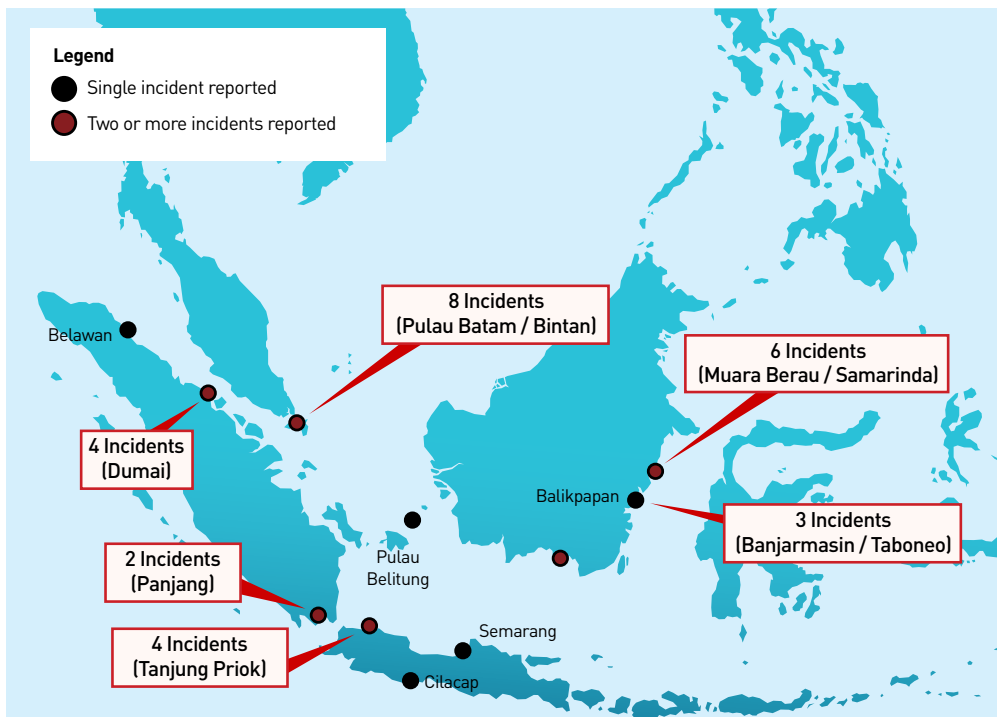 Legend
Single incident reported
Two or more incidents reported
8 Incidents
(Pulau Batam / Bintan)
Belawan
6 Incidents
(Muara Berau / Samarinda)
4 Incidents
(Dumai)
Balikpapan
3 Incidents
(Banjarmasin / Taboneo)
Pulau
Belitung
2 Incidents
(Panjang)
Semarang
4 Incidents
(Tanjung Priok)
Cilacap